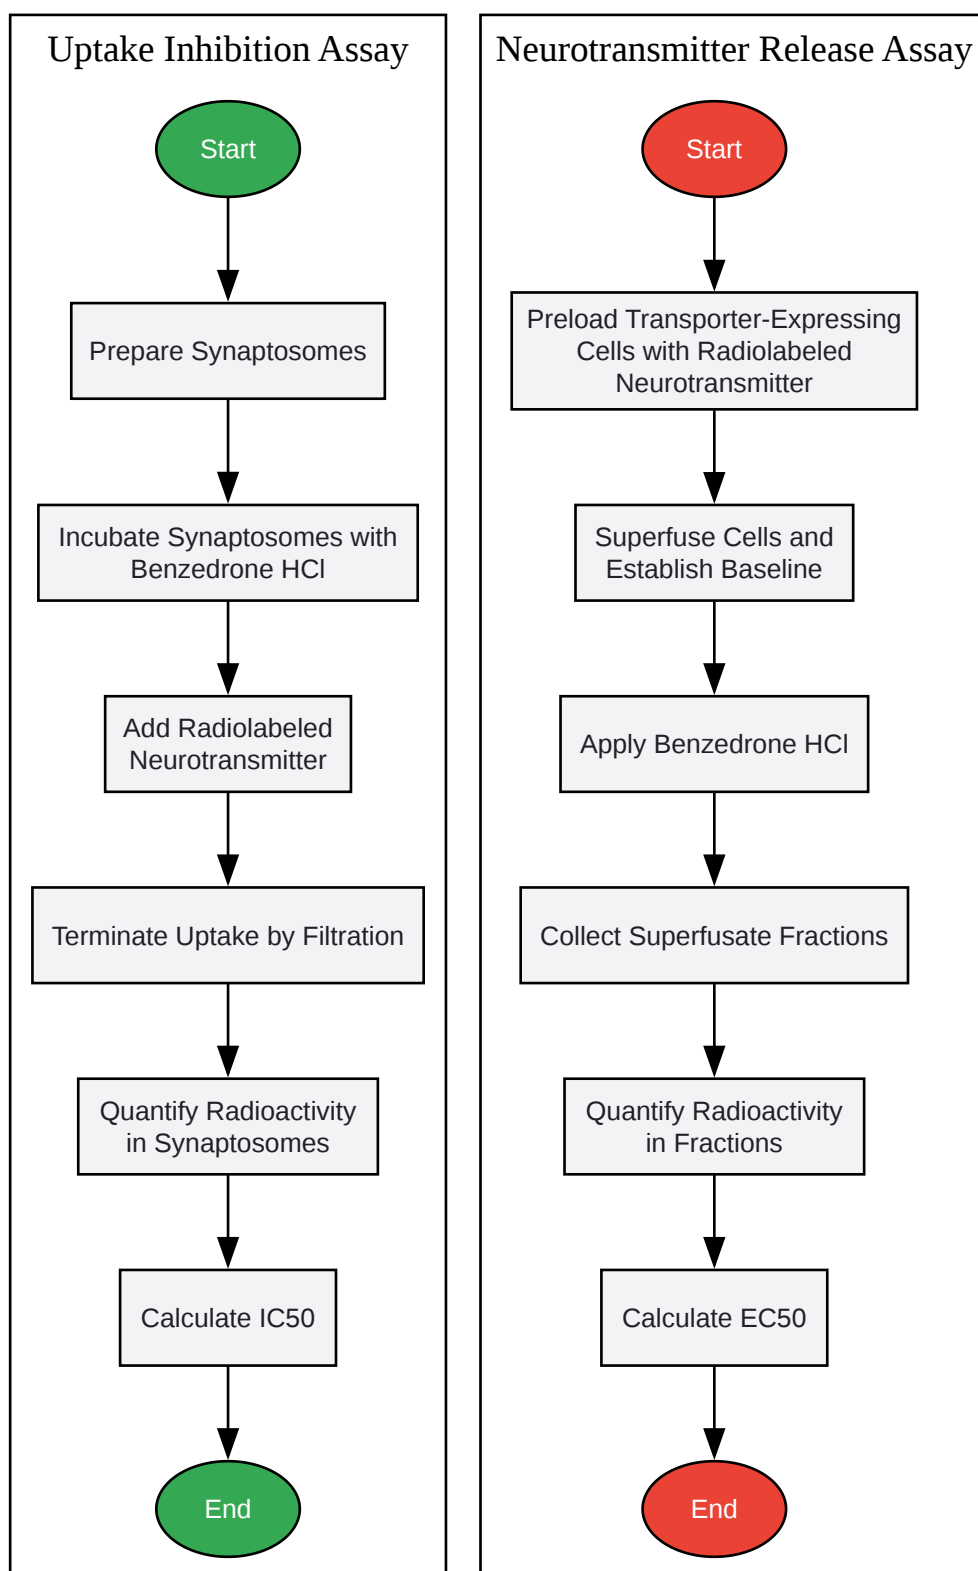 Uptake Inhibition Assay
Start
Prepare Synaptosomes
Incubate Synaptosomes with
Benzedrone HCl
Add Radiolabeled
Neurotransmitter
Terminate Uptake by Filtration
Quantify Radioactivity
in Synaptosomes
Calculate IC50
End
Neurotransmitter Release Assay
Start
Preload Transporter-Expressing
Cells with Radiolabeled
Neurotransmitter
Superfuse Cells and
Establish Baseline
Apply Benzedrone HCl
Collect Superfusate Fractions
Quantify Radioactivity
in Fractions
Calculate EC50
End